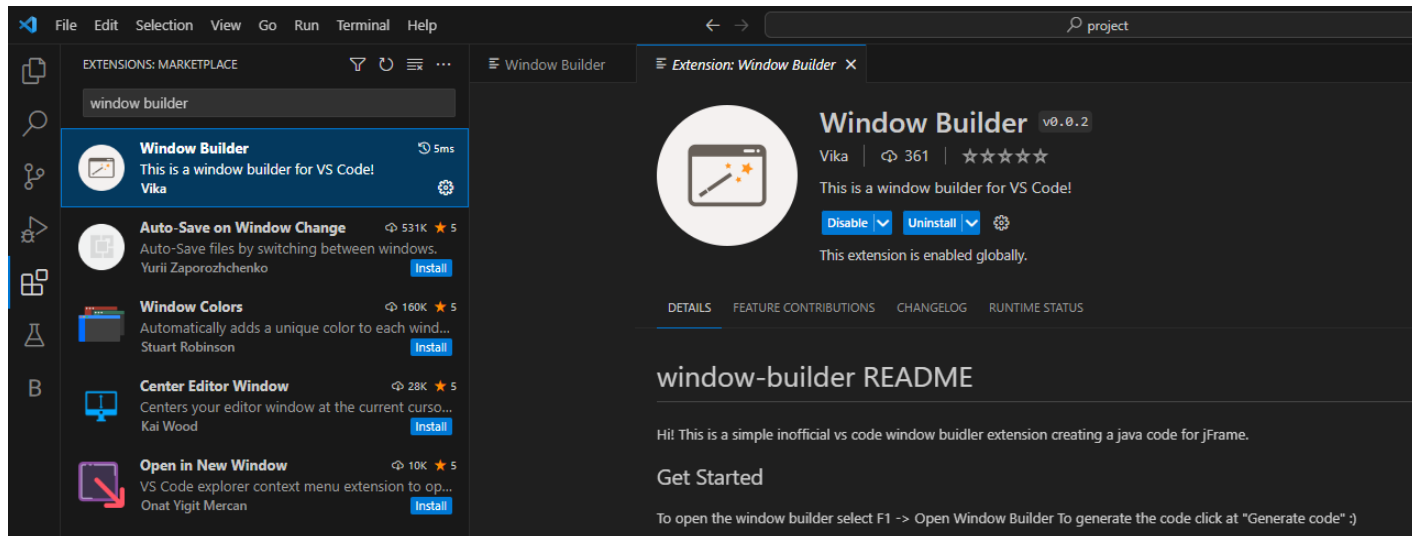 File Edit Selection View Go Run Terminal Help
project
EXTENSIONS: MARKETPLACE
window builder
Window Builder 5ms
This is a window builder for VS Code!
Vika
Auto-Save on Window Change 531K 5
Auto-Save files by switching between windows.
Yurii Zaporozhchenko Install
Window Colors 160K 5
Automatically adds a unique color to each wind...
Stuart Robinson Install
Center Editor Window 28K 5
Centers your editor window at the current curso...
Kai Wood Install
Open in New Window 10K 5
VS Code explorer context menu extension to op...
Onat Yigit Mercan Install
B
Window Builder
Extension: Window Builder
Window Builder v0.0.2
Vika 361
This is a window builder for VS Code!
Disable Uninstall
This extension is enabled globally.
DETAILS FEATURE CONTRIBUTIONS CHANGELOG RUNTIME STATUS
window-builder README
Hi! This is a simple inofficial vs code window buidler extension creating a java code for jFrame.
Get Started
To open the window builder select F1 -> Open Window Builder To generate the code click at "Generate code" :)